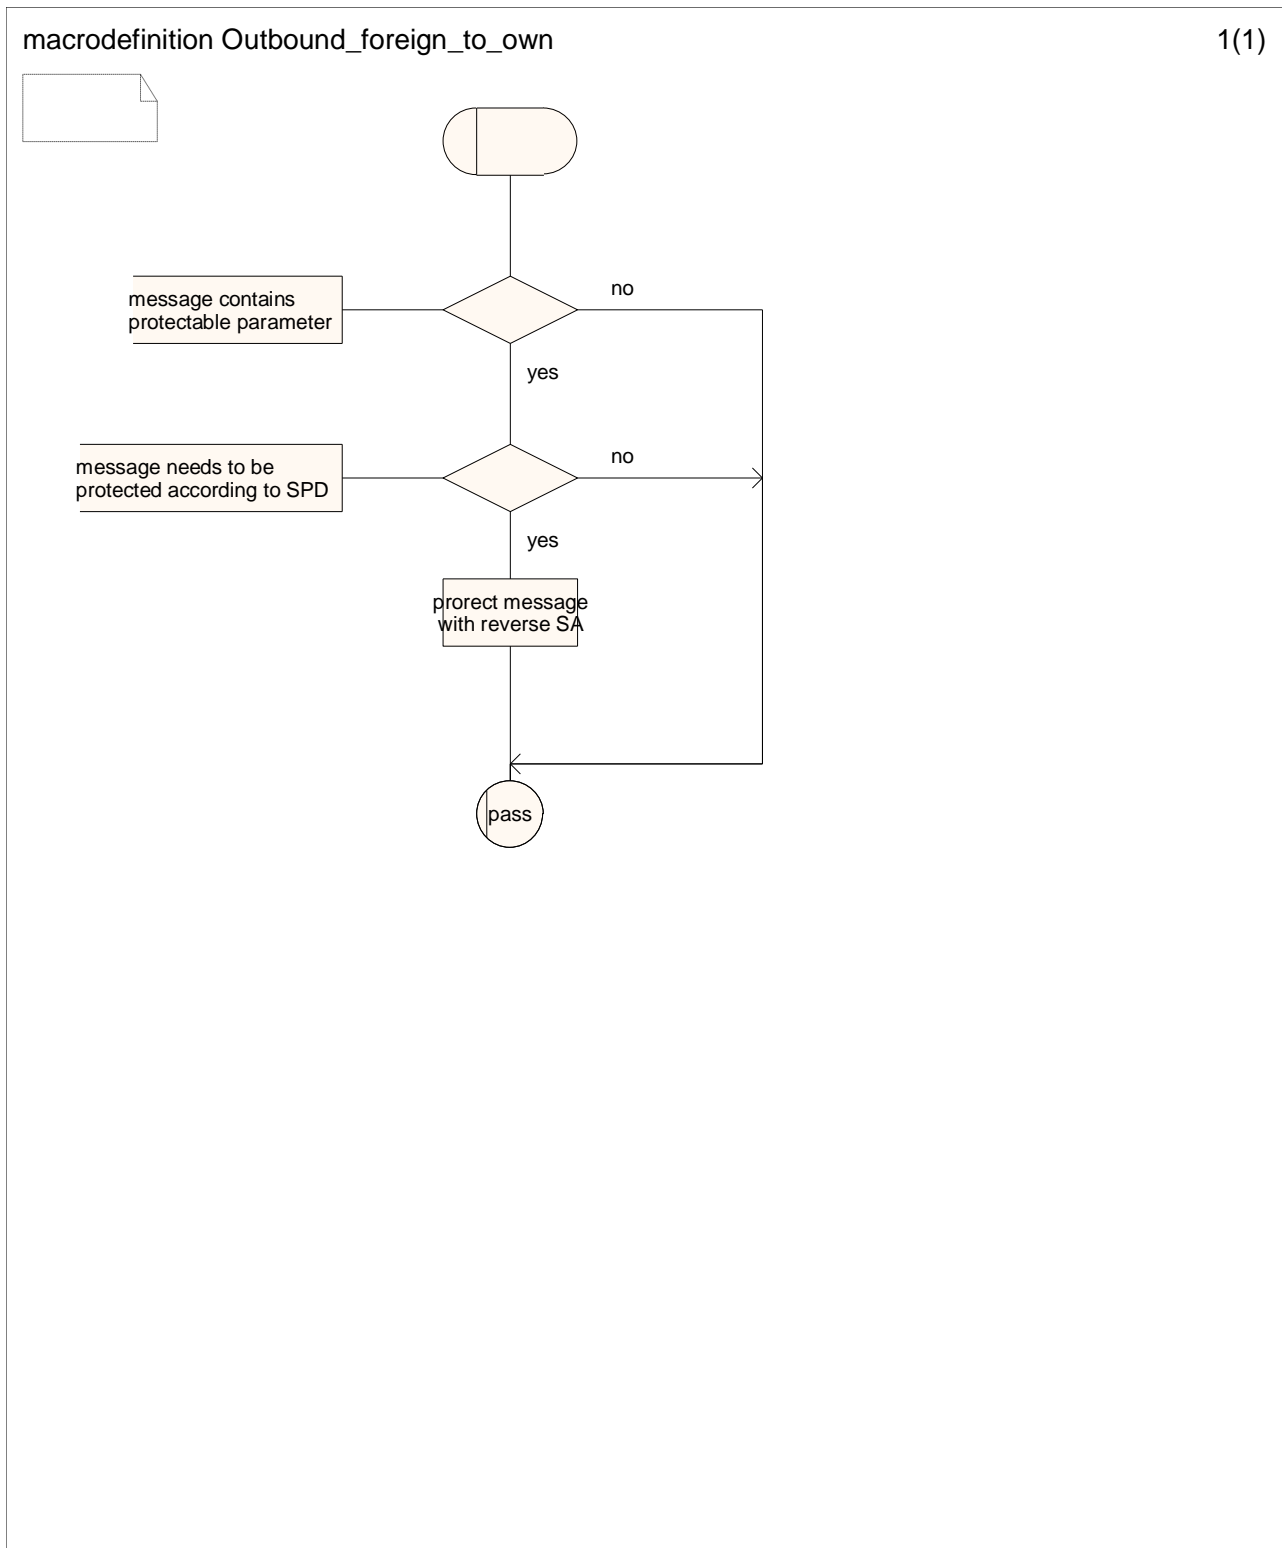 macrodefinition Outbound_foreign_to_own
1(1)
message contains
protectable parameter
no
yes
message needs to be
protected according to SPD
no
yes
prorect message
with reverse SA
pass